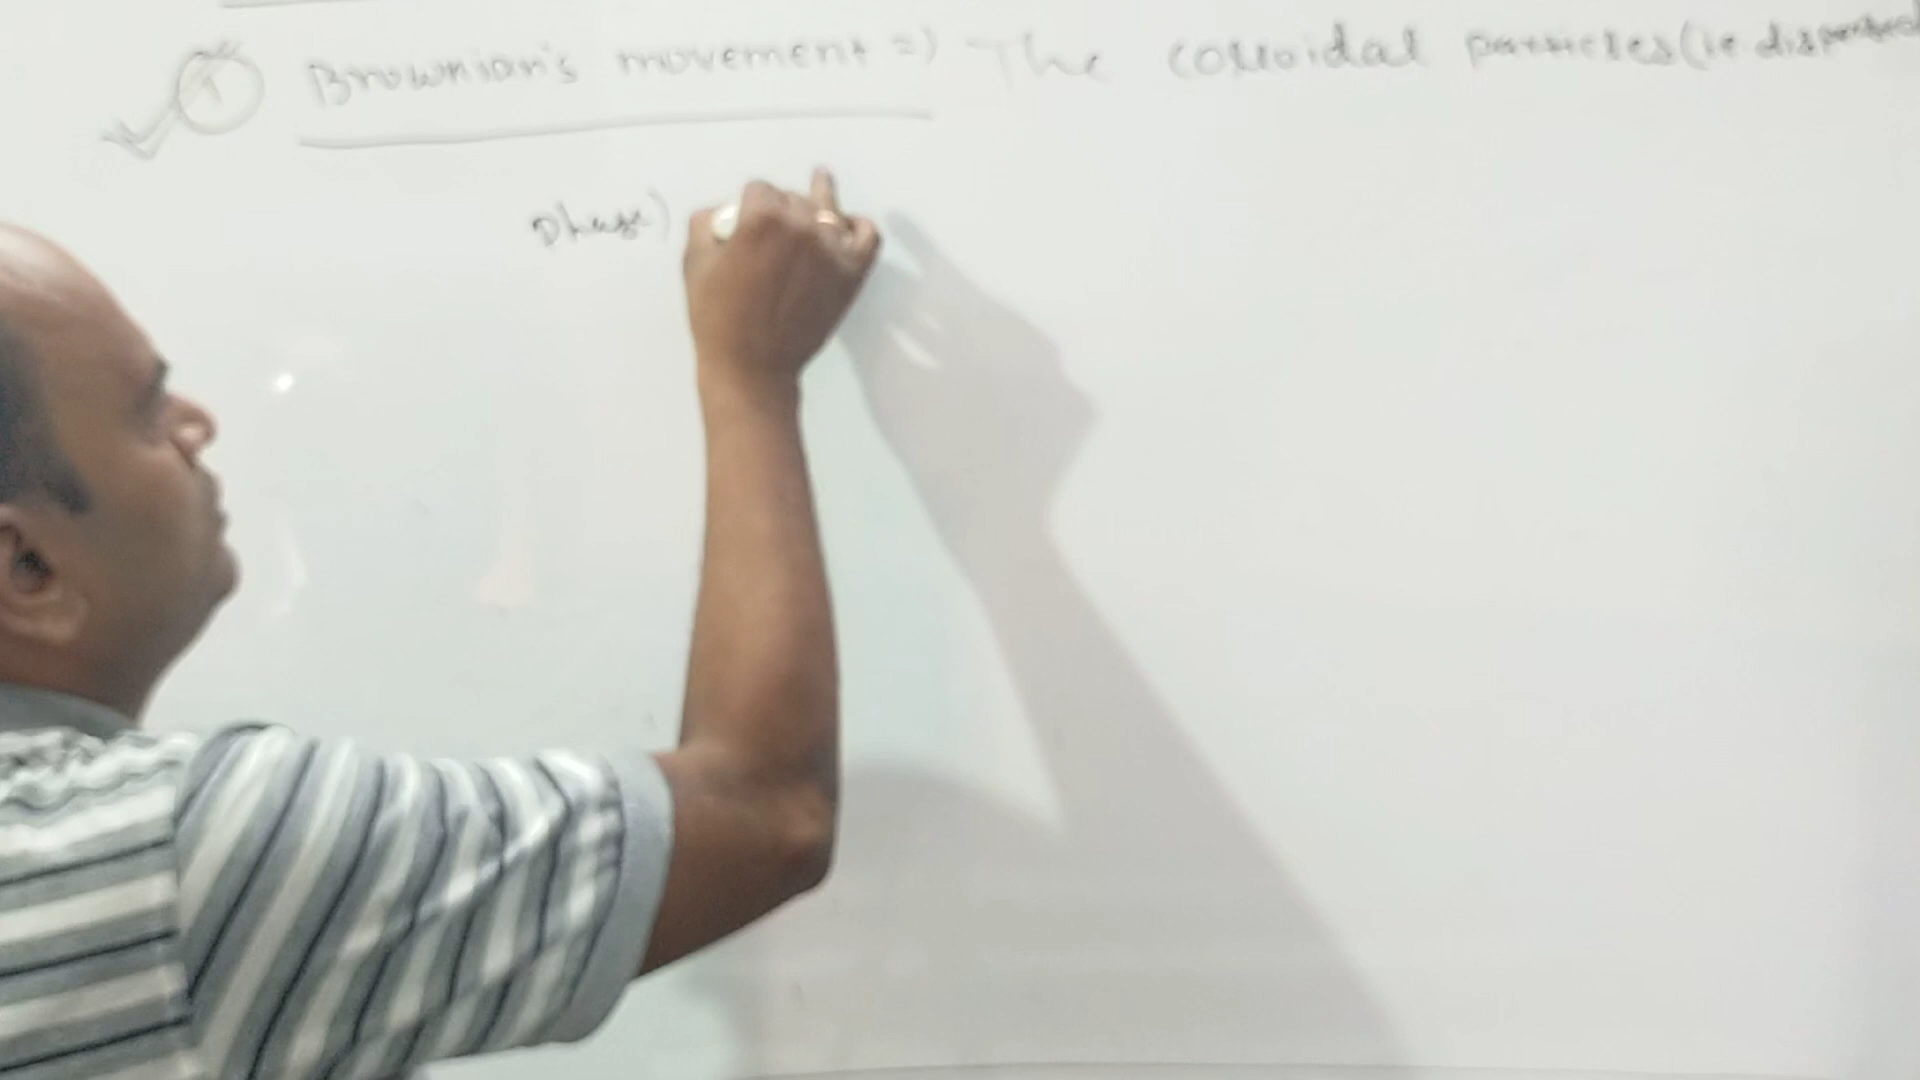 ① Brownian's movement => The colloidal particles (ie. dispersed
phase)